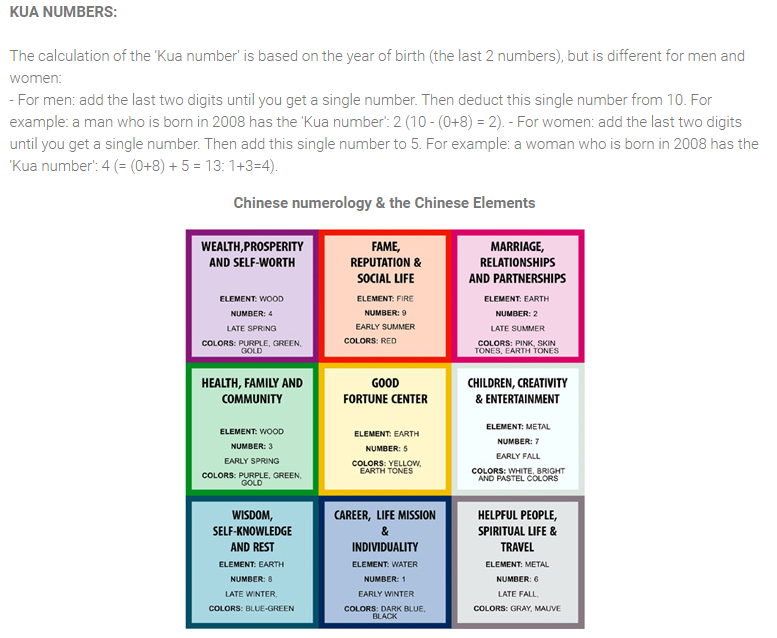 KUA NUMBERS:
The calculation of the 'Kua number' is based on the year of birth (the last 2 numbers), but is different for men and
women:
- For men: add the last two digits until you get a single number. Then deduct this single number from 10. For
example: a man who is born in 2008 has the 'Kua number': 2 (10 - (0+8) = 2). - For women: add the last two digits
until you get a single number. Then add this single number to 5. For example: a woman who is born in 2008 has the
'Kua number': 4 (= (0+8) + 5 = 13: 1+3=4).
Chinese numerology & the Chinese Elements
WEALTH,PROSPERITY
AND SELF-WORTH
ELEMENT: WOOD
NUMBER: 4
LATE SPRING
COLORS: PURPLE, GREEN,
GOLD
FAME,
REPUTATION &
SOCIAL LIFE
ELEMENT: FIRE
NUMBER: 9
EARLY SUMMER
COLORS: RED
MARRIAGE,
RELATIONSHIPS
AND PARTNERSHIPS
ELEMENT: EARTH
NUMBER: 2
LATE SUMMER
COLORS: PINK, SKIN
TONES, EARTH TONES
HEALTH, FAMILY AND
COMMUNITY
ELEMENT: WOOD
NUMBER: 3
EARLY SPRING
COLORS: PURPLE, GREEN,
GOLD
GOOD
FORTUNE CENTER
ELEMENT: EARTH
NUMBER: 5
COLORS: YELLOW,
EARTH TONES
CHILDREN, CREATIVITY
& ENTERTAINMENT
ELEMENT: METAL
NUMBER: 7
EARLY FALL
COLORS: WHITE, BRIGHT
AND PASTEL COLORS
WISDOM,
SELF-KNOWLEDGE
AND REST
ELEMENT: EARTH
NUMBER: 8
LATE WINTER,
COLORS: BLUE-GREEN
CAREER, LIFE MISSION
&
INDIVIDUALITY
ELEMENT: WATER
NUMBER: 1
EARLY WINTER
COLORS: DARK BLUE,
BLACK
HELPFUL PEOPLE,
SPIRITUAL LIFE &
TRAVEL
ELEMENT: METAL
NUMBER: 6
LATE FALL,
COLORS: GRAY, MAUVE